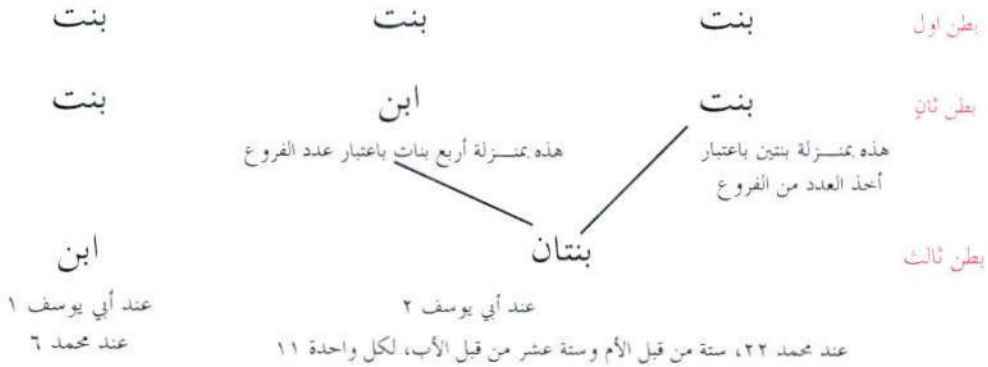 بطن اول بنت بنت بنت
بطن ثانٍ بنت ابن بنت
هذه بمنـــزلة بنتين باعتبار أخذ العدد من الفروع
هذه بمنـــزلة أربع بنات باعتبار عدد الفروع
بطن ثالث بنتان ابن
عند أبي يوسف ٢ عند أبي يوسف ١
عند محمد ٢٢، ستة من قبل الأم وستة عشر من قبل الأب، لكل واحدة ١١ عند محمد ٦